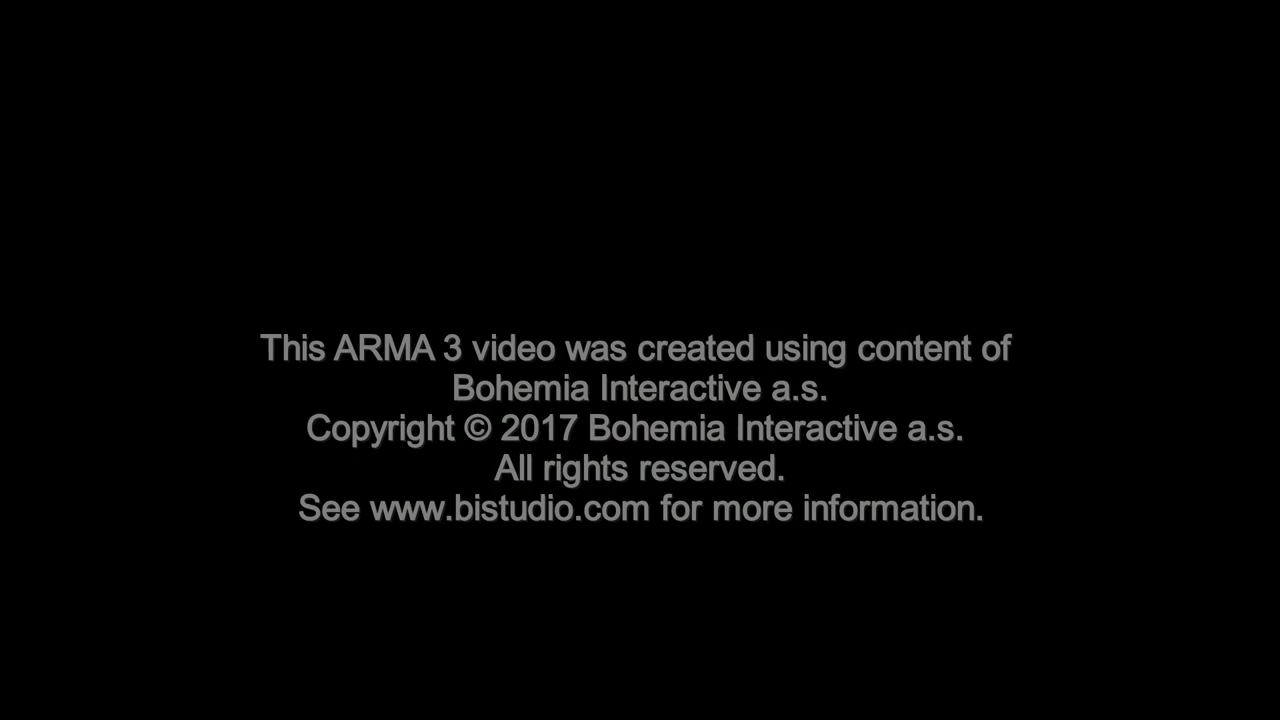 This ARMA 3 video was created using content of
Bohemia Interactive a.s.
Copyright © 2017 Bohemia Interactive a.s.
All rights reserved.
See www.bistudio.com for more information.